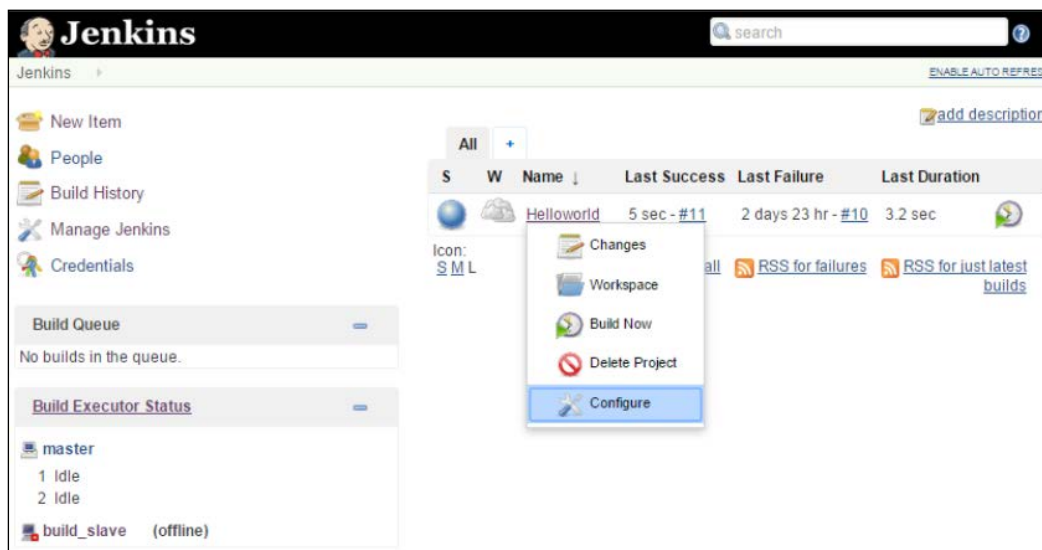 Jenkins
search
Jenkins
ENABLE AUTO REFRES
New Item
People
Build History
Manage Jenkins
Credentials
add description
All +
S W Name ↓ Last Success Last Failure Last Duration
Helloworld 5 sec - #11 2 days 23 hr - #10 3.2 sec
Icon:
S M L
all RSS for failures RSS for just latest
builds
Changes
Workspace
Build Now
Delete Project
Configure
Build Queue
No builds in the queue.
Build Executor Status
master
1 Idle
2 Idle
build_slave (offline)